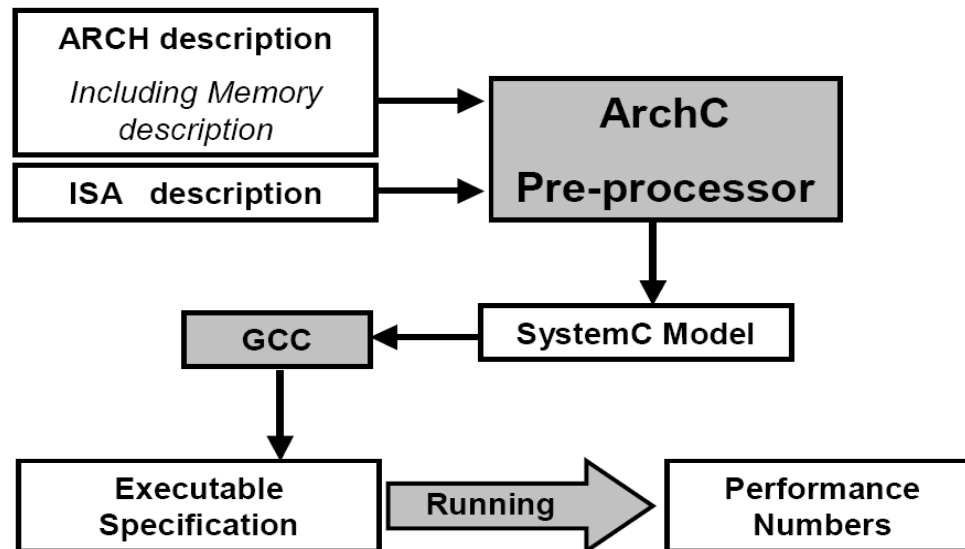 ARCH description
Including Memory
description
ISA description
ArchC
Pre-processor
SystemC Model
GCC
Executable
Specification
Running
Performance
Numbers